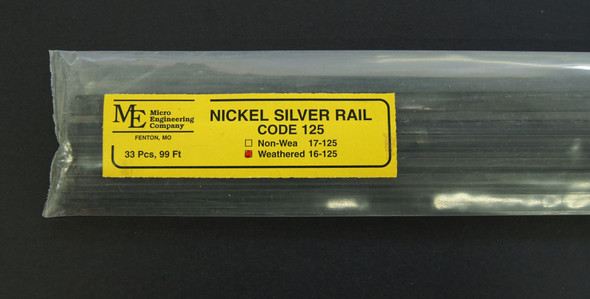 ME Micro
Engineering
Company
FENTON, MO
33 Pcs, 99 Ft
NICKEL SILVER RAIL
CODE 125
Non-Wea 17-125
Weathered 16-125